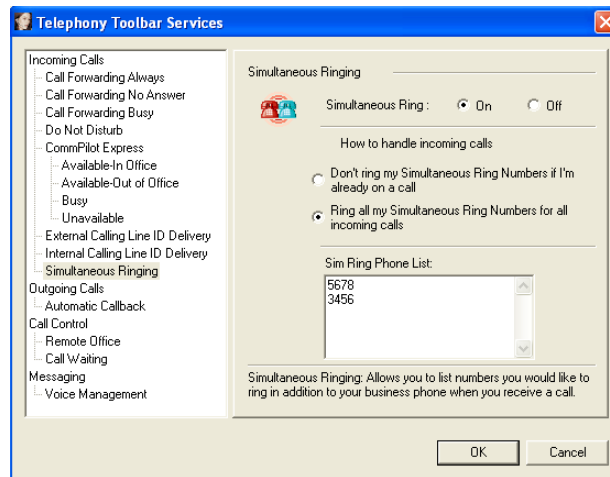 Telephony Toolbar Services
Incoming Calls
Call Forwarding Always
Call Forwarding No Answer
Call Forwarding Busy
Do Not Disturb
CommPilot Express
Available-In Office
Available-Out of Office
Busy
Unavailable
External Calling Line ID Delivery
Internal Calling Line ID Delivery
Simultaneous Ringing
Outgoing Calls
Automatic Callback
Call Control
Remote Office
Call Waiting
Messaging
Voice Management
Simultaneous Ringing
Simultaneous Ring : On Off
How to handle incoming calls
Don't ring my Simultaneous Ring Numbers if I'm
already on a call
Ring all my Simultaneous Ring Numbers for all
incoming calls
Sim Ring Phone List:
5678
3456
Simultaneous Ringing: Allows you to list numbers you would like to
ring in addition to your business phone when you receive a call.
OK Cancel